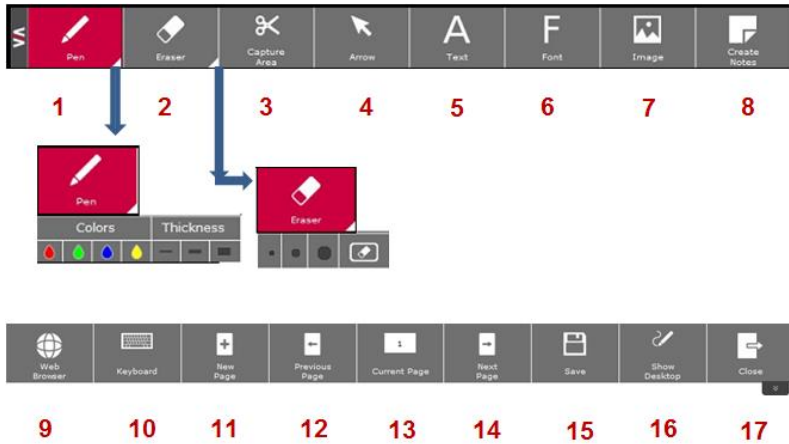 Pen
Eraser
Capture
Area
Arrow
A
Text
F
Font
Image
Create
Notes
1 2 3 4 5 6 7 8
Pen
Colors Thickness
Eraser
Web
Browser
Keyboard
New
Page
Previous
Page
1
Current Page
Next
Page
Save
Show
Desktop
Close
9 10 11 12 13 14 15 16 17